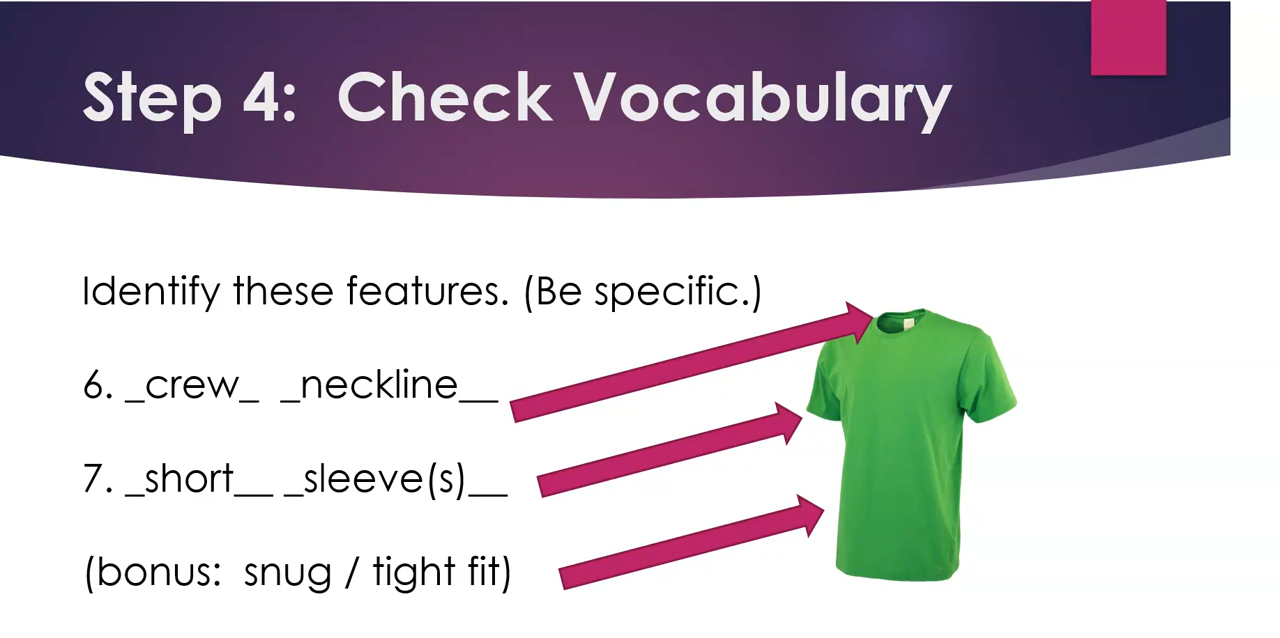 Step 4:  Check Vocabulary
Identify these features. (Be specific.)
6. _crew_  _neckline__
7. _short__ _sleeve(s)__
(bonus:  snug / tight fit)